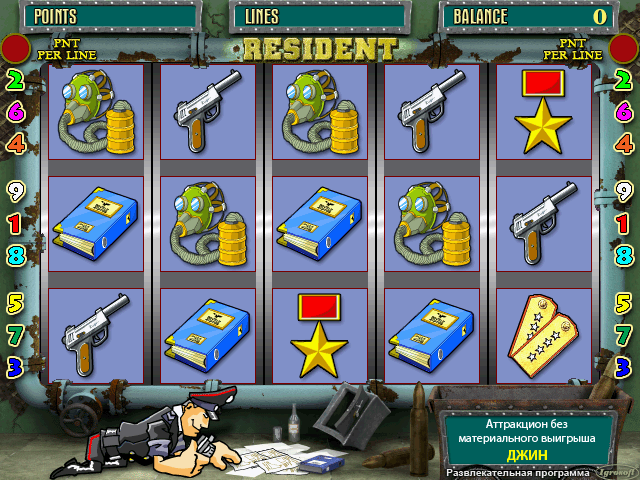 POINTS
LINES
BALANCE 0
RESIDENT
PNT
PER LINE
PNT
PER LINE
2 2
6 6
4 4
9 9
1 1
8 8
5 5
7 7
3 3
Аттракцион без
материального выигрыша
ДЖИН
Развлекательная программа Igrosoft